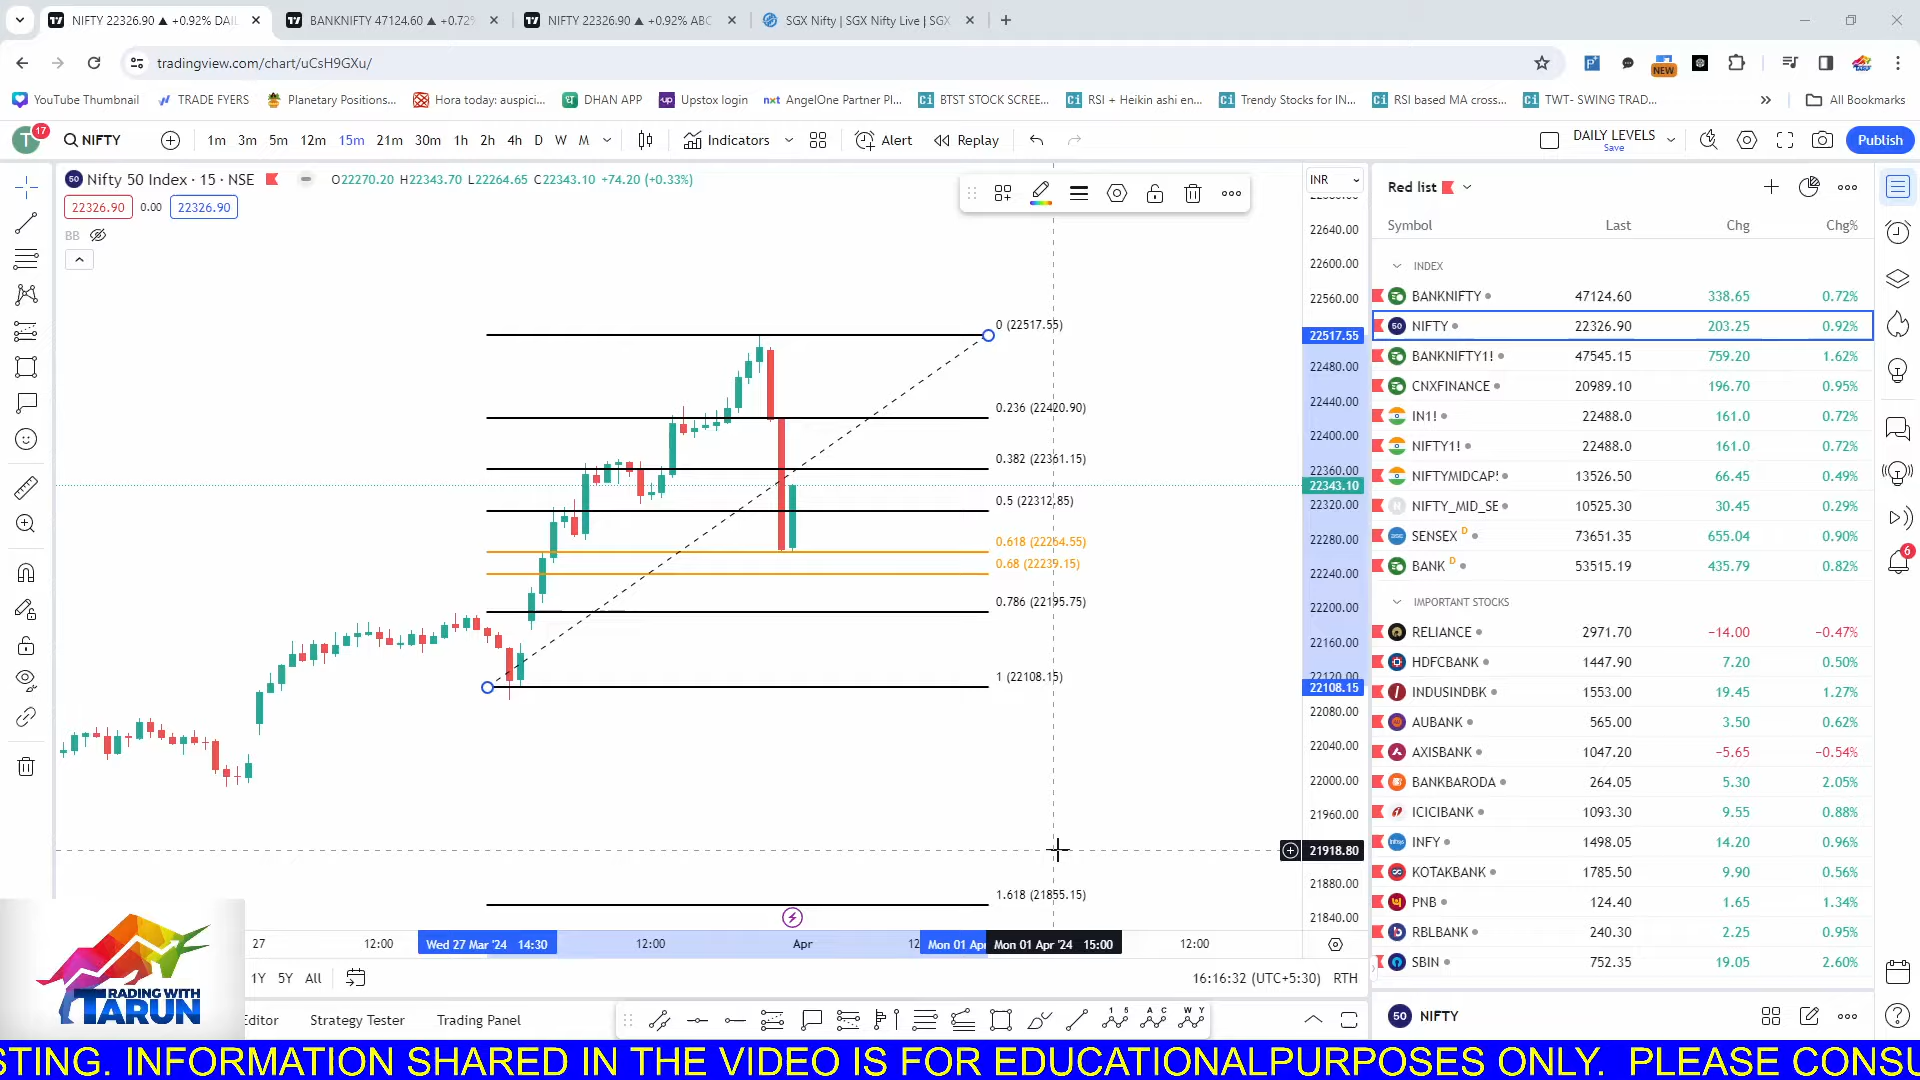 NIFTY 22326.90 ▲ +0.92% DAIL
BANKNIFTY 47124.60 ▲ +0.72%
NIFTY 22326.90 ▲ +0.92% ABC
SGX Nifty | SGX Nifty Live | SGX
tradingview.com/chart/uCsH9GXu/
NEW
YouTube Thumbnail
TRADE FYERS
Planetary Positions...
Hora today: auspici...
DHAN APP
Upstox login
nxt AngelOne Partner Pl...
BTST STOCK SCREE...
RSI + Heikin ashi en...
Trendy Stocks for IN...
RSI based MA cross...
TWT- SWING TRAD...
All Bookmarks
T 17
NIFTY
1m 3m 5m 12m 15m 21m 30m 1h 2h 4h D W M
Indicators
Alert
Replay
DAILY LEVELS
Save
Publish
Nifty 50 Index · 15 · NSE
O22270.20 H22343.70 L22264.65 C22343.10 +74.20 (+0.33%)
22326.90 0.00 22326.90
BB
INR
22640.00
22600.00
22560.00
22517.55
22480.00
22440.00
22400.00
22360.00
22343.10
22320.00
22280.00
22240.00
22200.00
22160.00
22120.00
22108.15
22080.00
22040.00
22000.00
21960.00
21918.80
21880.00
21840.00
0 (22517.55)
0.236 (22420.90)
0.382 (22361.15)
0.5 (22312.85)
0.618 (22264.55)
0.68 (22239.15)
0.786 (22195.75)
1 (22108.15)
1.618 (21855.15)
27
12:00
Wed 27 Mar '24 14:30
12:00
Apr
12
Mon 01 Apr
Mon 01 Apr '24 15:00
12:00
1Y 5Y All
16:16:32 (UTC+5:30) RTH
Editor
Strategy Tester
Trading Panel
Red list
Symbol Last Chg Chg%
INDEX
BANKNIFTY 47124.60 338.65 0.72%
NIFTY 22326.90 203.25 0.92%
BANKNIFTY1! 47545.15 759.20 1.62%
CNXFINANCE 20989.10 196.70 0.95%
IN1! 22488.0 161.0 0.72%
NIFTY1! 22488.0 161.0 0.72%
NIFTYMIDCAP! 13526.50 66.45 0.49%
NIFTY_MID_SE 10525.30 30.45 0.29%
SENSEX D 73651.35 655.04 0.90%
BANK D 53515.19 435.79 0.82%
IMPORTANT STOCKS
RELIANCE 2971.70 −14.00 −0.47%
HDFCBANK 1447.90 7.20 0.50%
INDUSINDBK 1553.00 19.45 1.27%
AUBANK 565.00 3.50 0.62%
AXISBANK 1047.20 −5.65 −0.54%
BANKBARODA 264.05 5.30 2.05%
ICICIBANK 1093.30 9.55 0.88%
INFY 1498.05 14.20 0.96%
KOTAKBANK 1785.50 9.90 0.56%
PNB 124.40 1.65 1.34%
RBLBANK 240.30 2.25 0.95%
SBIN 752.35 19.05 2.60%
50 NIFTY
6
TRADING WITH
TARUN
STING. INFORMATION SHARED IN THE VIDEO IS FOR EDUCATIONALPURPOSES ONLY. PLEASE CONSU